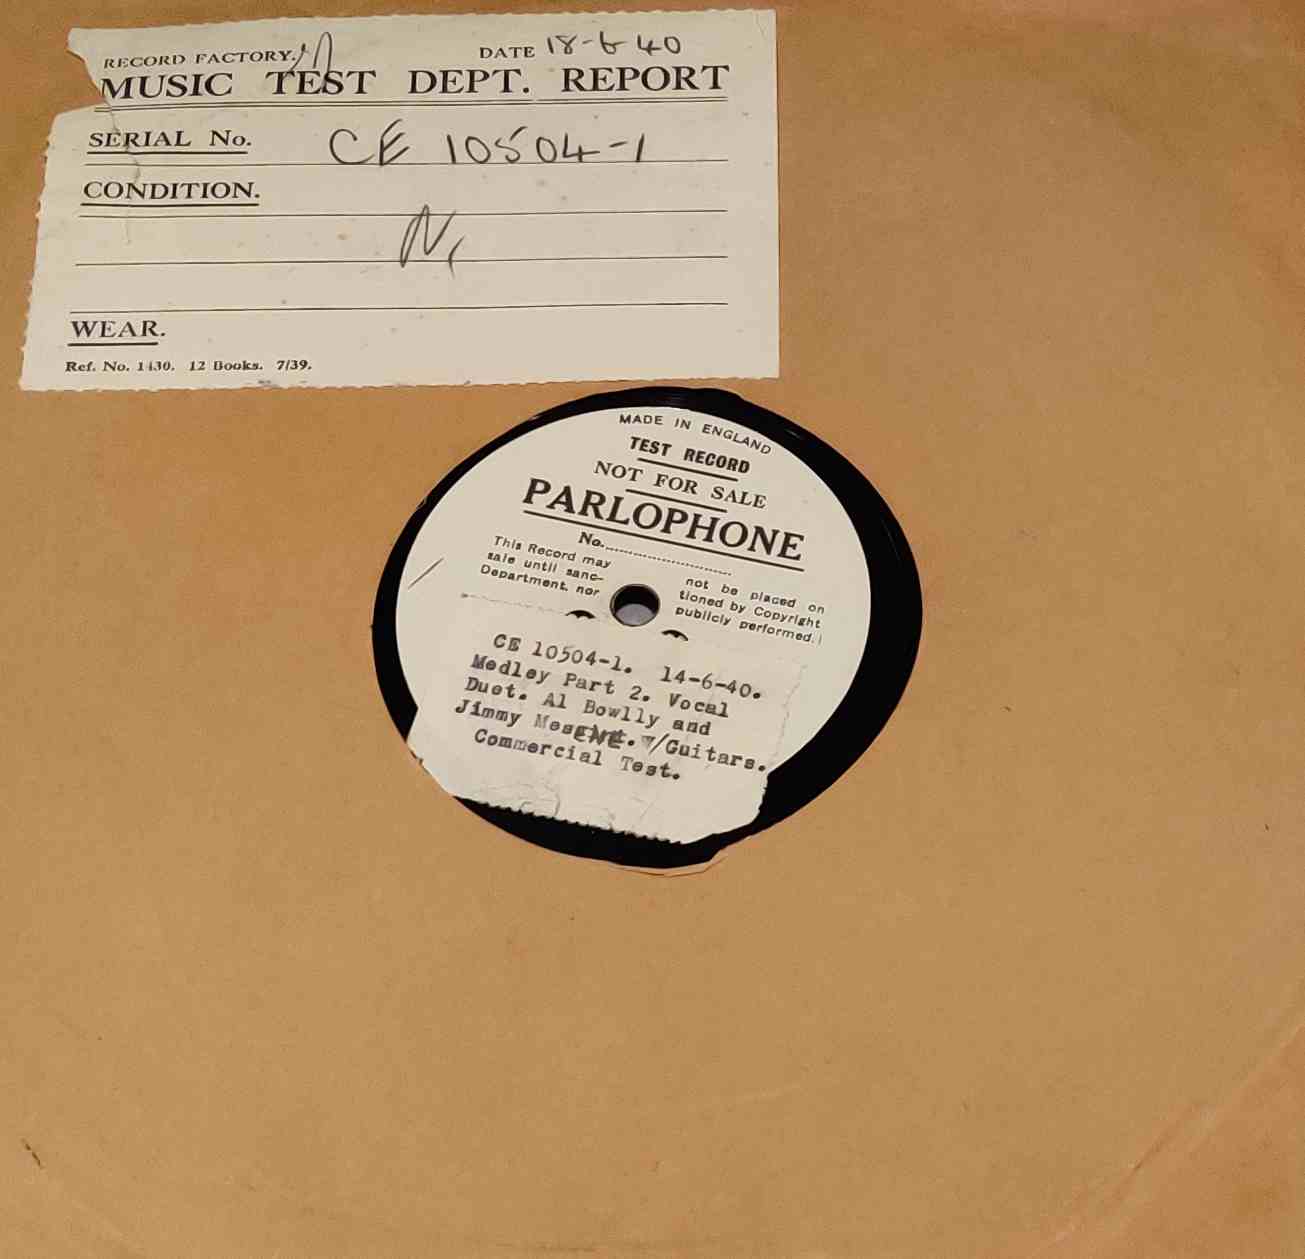 RECORD FACTORY.
DATE 18-6-40
MUSIC TEST DEPT. REPORT
SERIAL No. CE 10504-1
CONDITION.
WEAR.
Ref. No. 1430. 12 Books. 7/39.
MADE IN ENGLAND
TEST RECORD
NOT FOR SALE
PARLOPHONE
No.
This Record may not be placed on
sale until sanc- tioned by Copyright
Department, nor publicly performed.
CE 10504-1. 14-6-40.
Medley Part 2. Vocal
Duet. Al Bowlly and
Jimmy Mesene. w/Guitars.
Commercial Test.